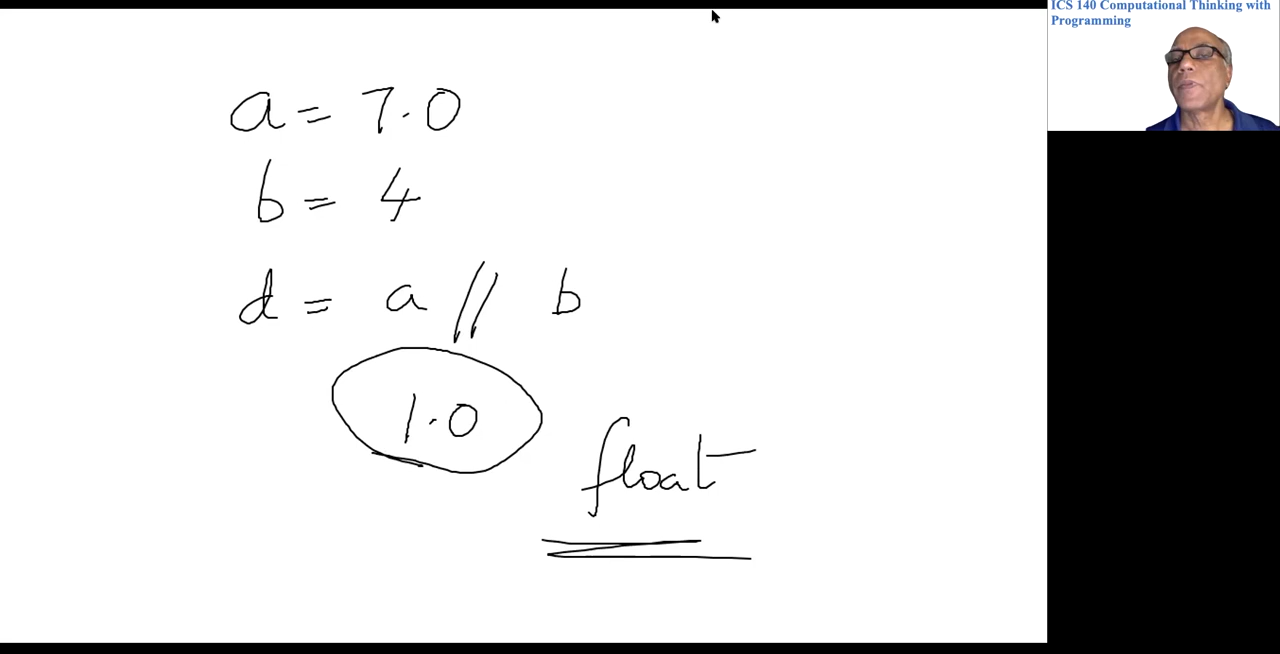 ICS 140 Computational Thinking with
Programming
a = 7.0
b = 4
d = a // b
1.0
float